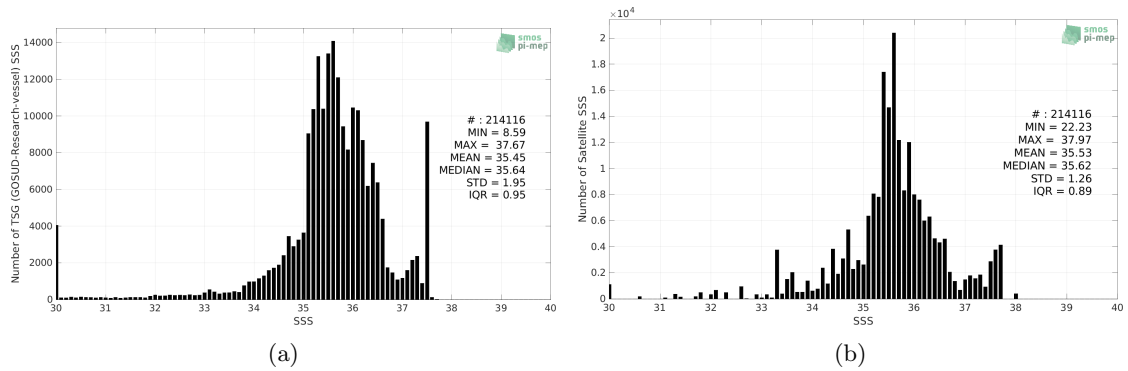 smos
pi-mep
Number of TSG (GOSUD-Research-vessel) SSS
14000
12000
10000
8000
6000
4000
2000
0
# : 214116
MIN = 8.59
MAX = 37.67
MEAN = 35.45
MEDIAN = 35.64
STD = 1.95
IQR = 0.95
30 31 32 33 34 35 36 37 38 39 40
SSS
(a)
×10⁴
smos
pi-mep
Number of Satellite SSS
2
1.8
1.6
1.4
1.2
1
0.8
0.6
0.4
0.2
0
# : 214116
MIN = 22.23
MAX = 37.97
MEAN = 35.53
MEDIAN = 35.62
STD = 1.26
IQR = 0.89
30 31 32 33 34 35 36 37 38 39 40
SSS
(b)